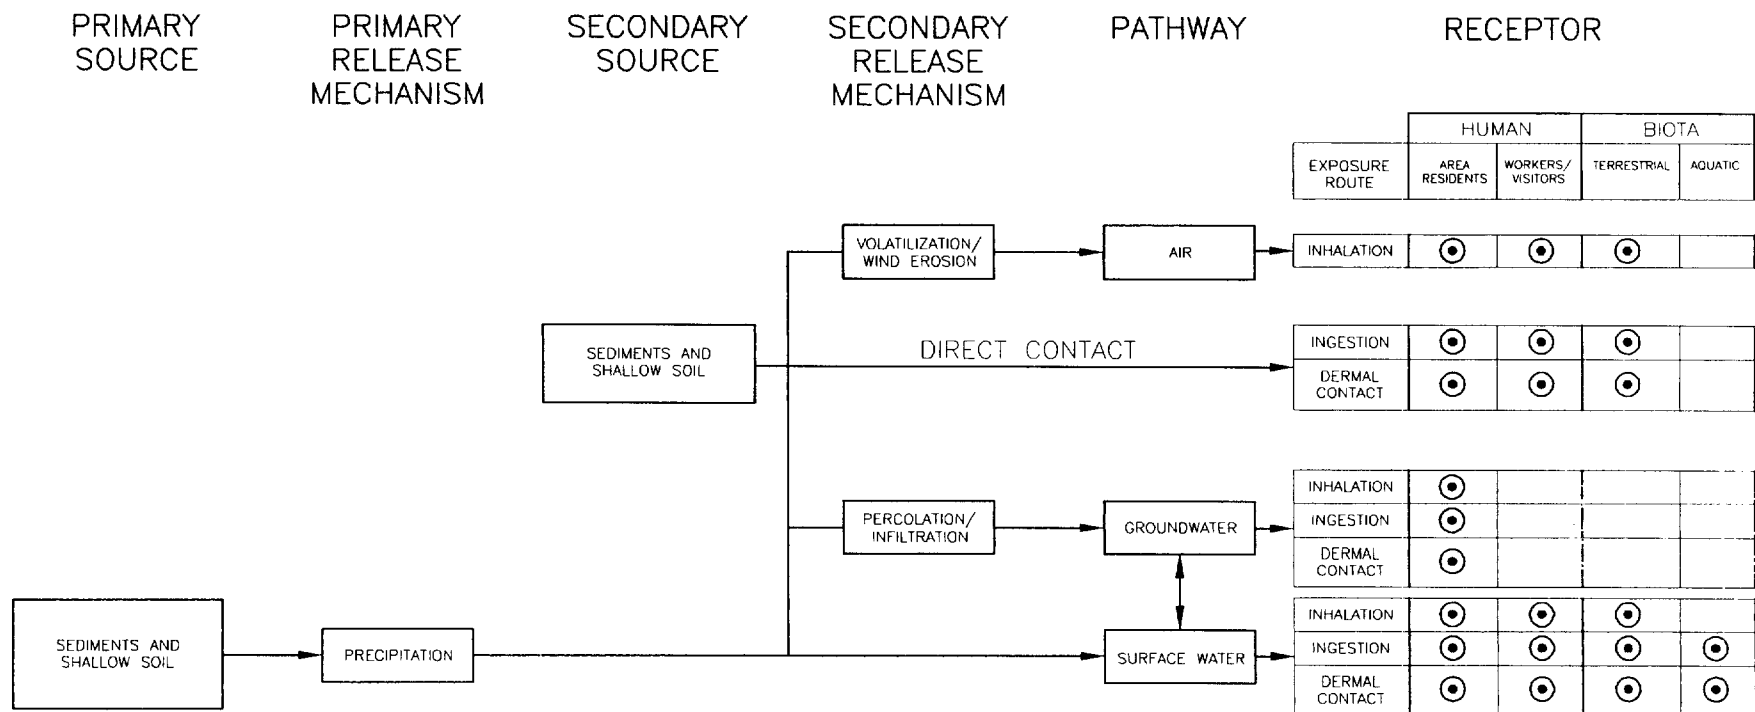 PRIMARY
SOURCE
PRIMARY
RELEASE
MECHANISM
SECONDARY
SOURCE
SECONDARY
RELEASE
MECHANISM
PATHWAY
RECEPTOR
HUMAN
BIOTA
EXPOSURE
ROUTE
AREA
RESIDENTS
WORKERS/
VISITORS
TERRESTRIAL
AQUATIC
VOLATILIZATION/
WIND EROSION
AIR
INHALATION
SEDIMENTS AND
SHALLOW SOIL
DIRECT CONTACT
INGESTION
DERMAL
CONTACT
PERCOLATION/
INFILTRATION
GROUNDWATER
INHALATION
INGESTION
DERMAL
CONTACT
SEDIMENTS AND
SHALLOW SOIL
PRECIPITATION
SURFACE WATER
INHALATION
INGESTION
DERMAL
CONTACT